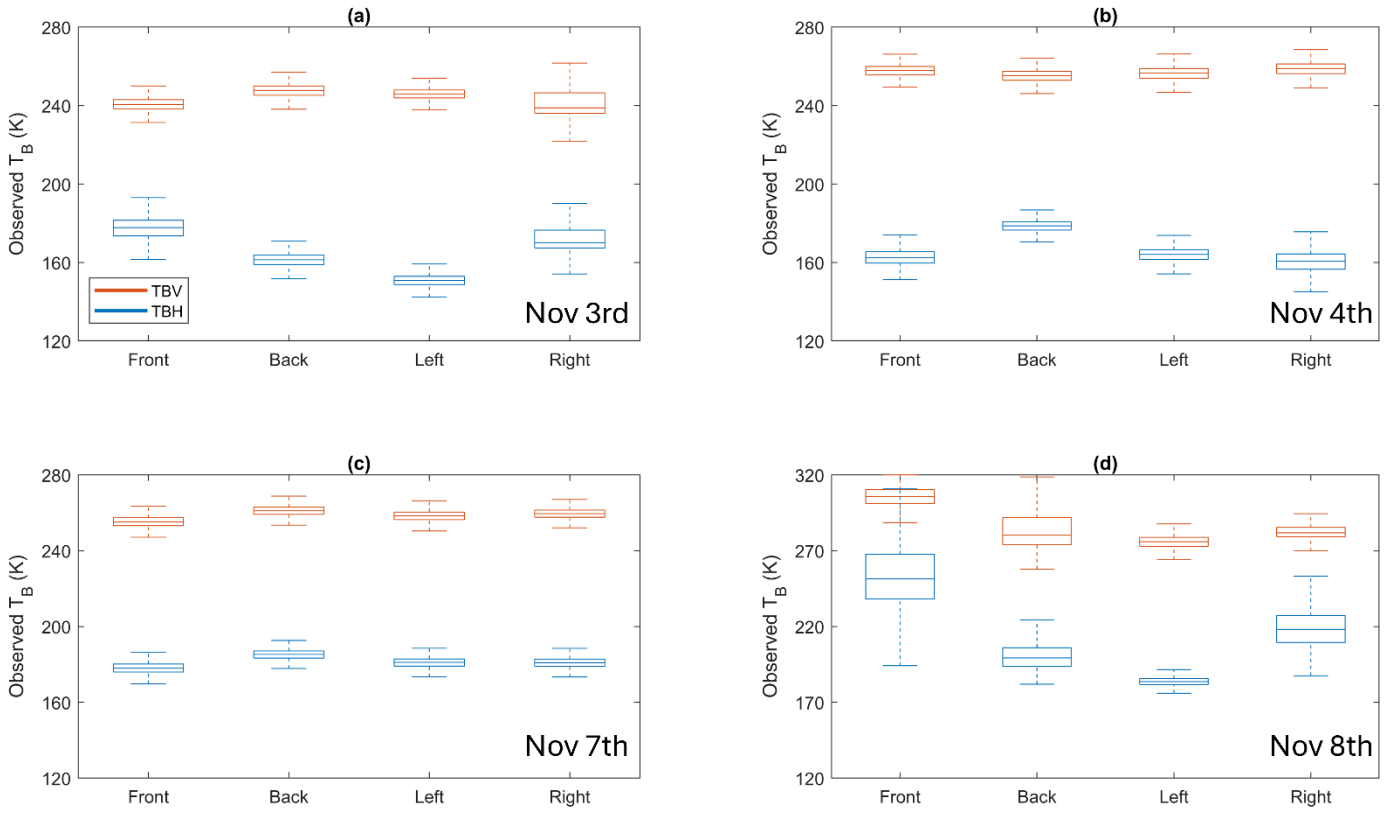 (a)
280
240
200
160
120
Observed T_B (K)
TBV
TBH
Nov 3rd
Front Back Left Right
(b)
280
240
200
160
120
Observed T_B (K)
Nov 4th
Front Back Left Right
(c)
280
240
200
160
120
Observed T_B (K)
Nov 7th
Front Back Left Right
(d)
320
270
220
170
120
Observed T_B (K)
Nov 8th
Front Back Left Right